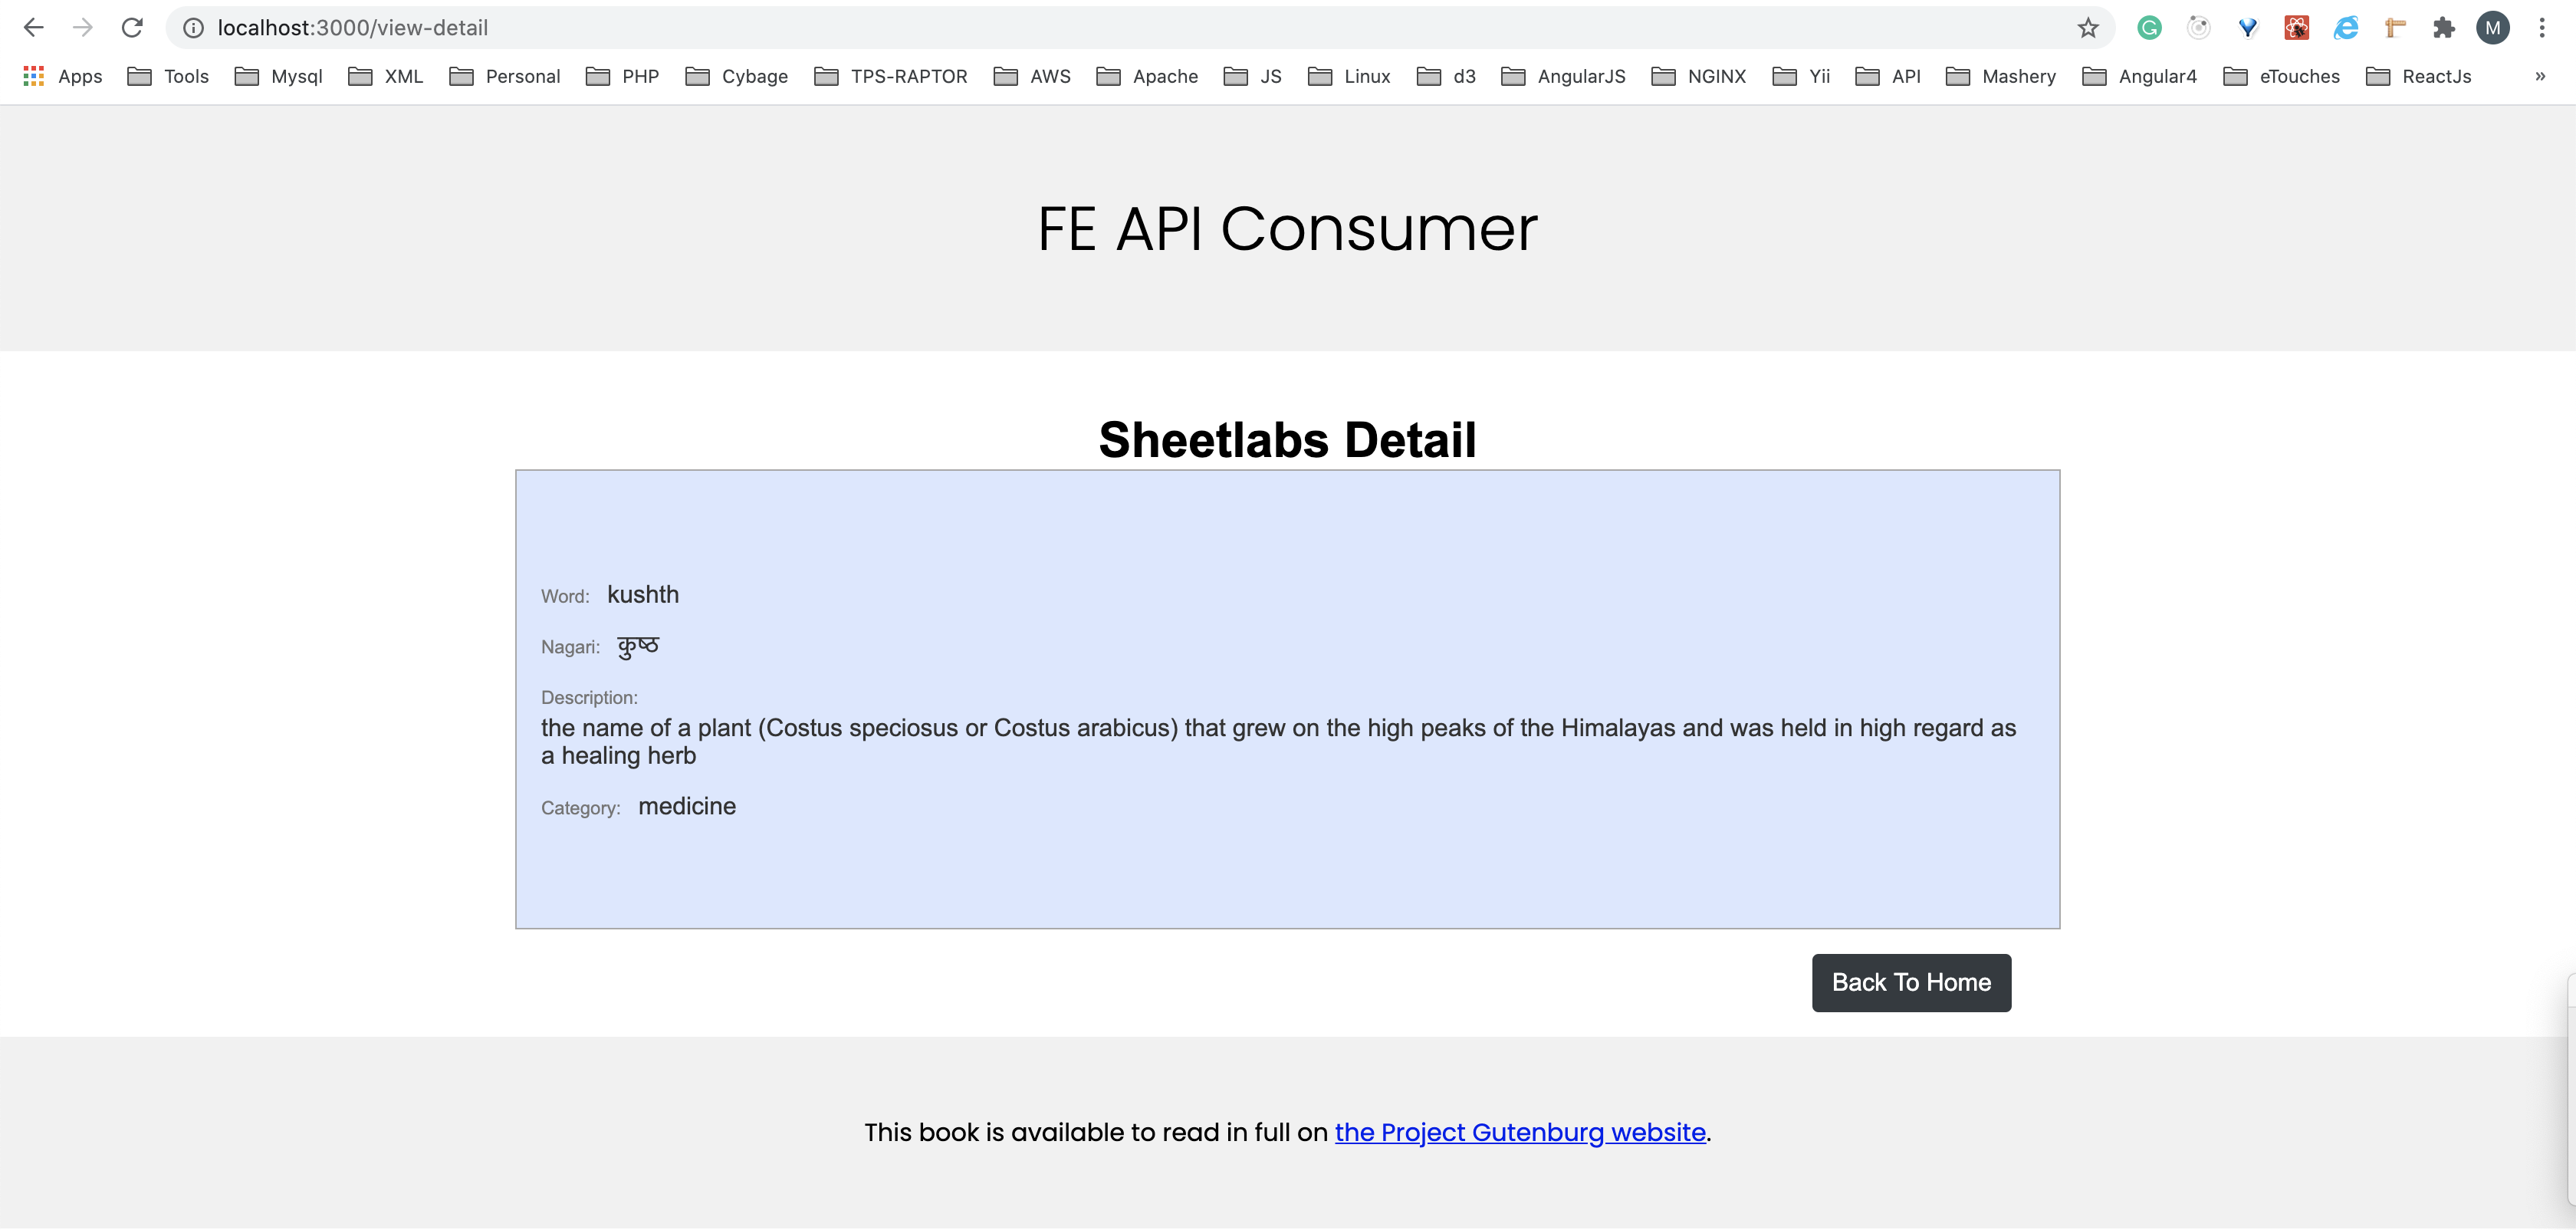 localhost:3000/view-detail
M
Apps Tools Mysql XML Personal PHP Cybage TPS-RAPTOR AWS Apache JS Linux d3 AngularJS NGINX Yii API Mashery Angular4 eTouches ReactJs »
FE API Consumer
Sheetlabs Detail
Word: kushth
Nagari: कुष्ठ
Description:
the name of a plant (Costus speciosus or Costus arabicus) that grew on the high peaks of the Himalayas and was held in high regard as
a healing herb
Category: medicine
Back To Home
This book is available to read in full on the Project Gutenburg website.